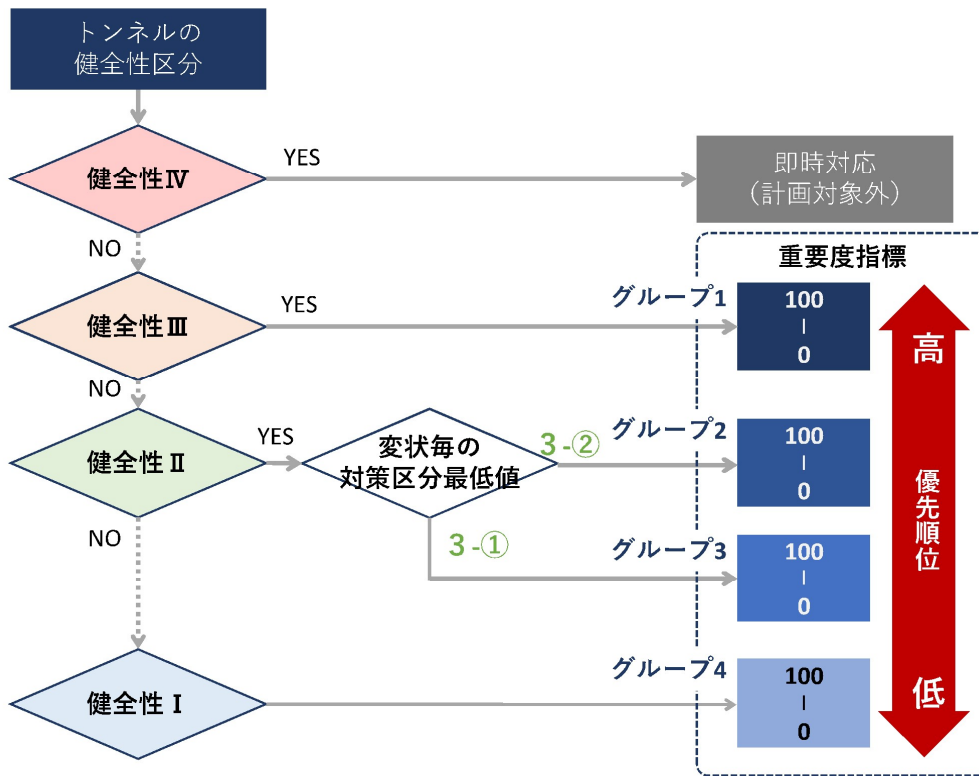 トンネルの
健全性区分
健全性Ⅳ
YES
即時対応
（計画対象外）
NO
重要度指標
健全性Ⅲ
YES
グループ1
100
|
0
高
NO
健全性Ⅱ
YES
変状毎の
対策区分最低値
3-②
グループ2
100
|
0
優先順位
NO
3-①
グループ3
100
|
0
健全性Ⅰ
グループ4
100
|
0
低